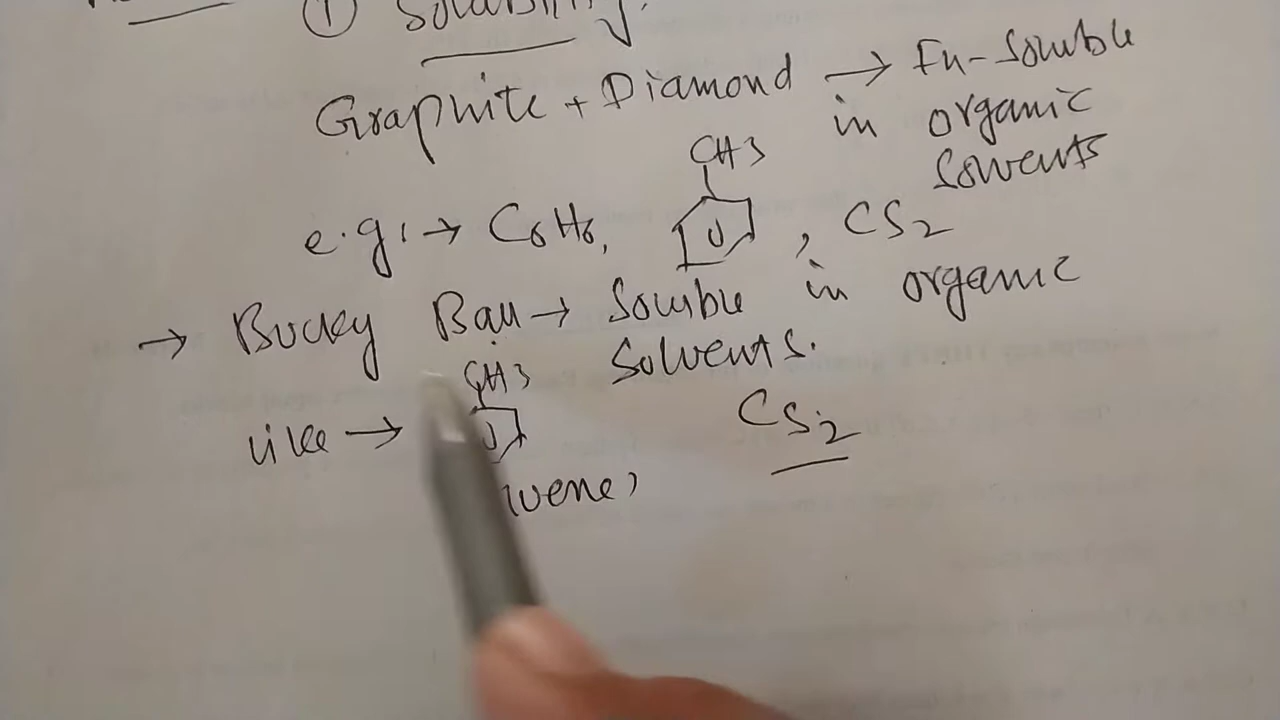 ① Solubility
Graphite + Diamond → In-Soluble
in organic
Solvents
CH3
e.g. → C6H6, , CS2
→ Bucky Ball → Soluble in organic
Solvents.
CH3
like → CS2